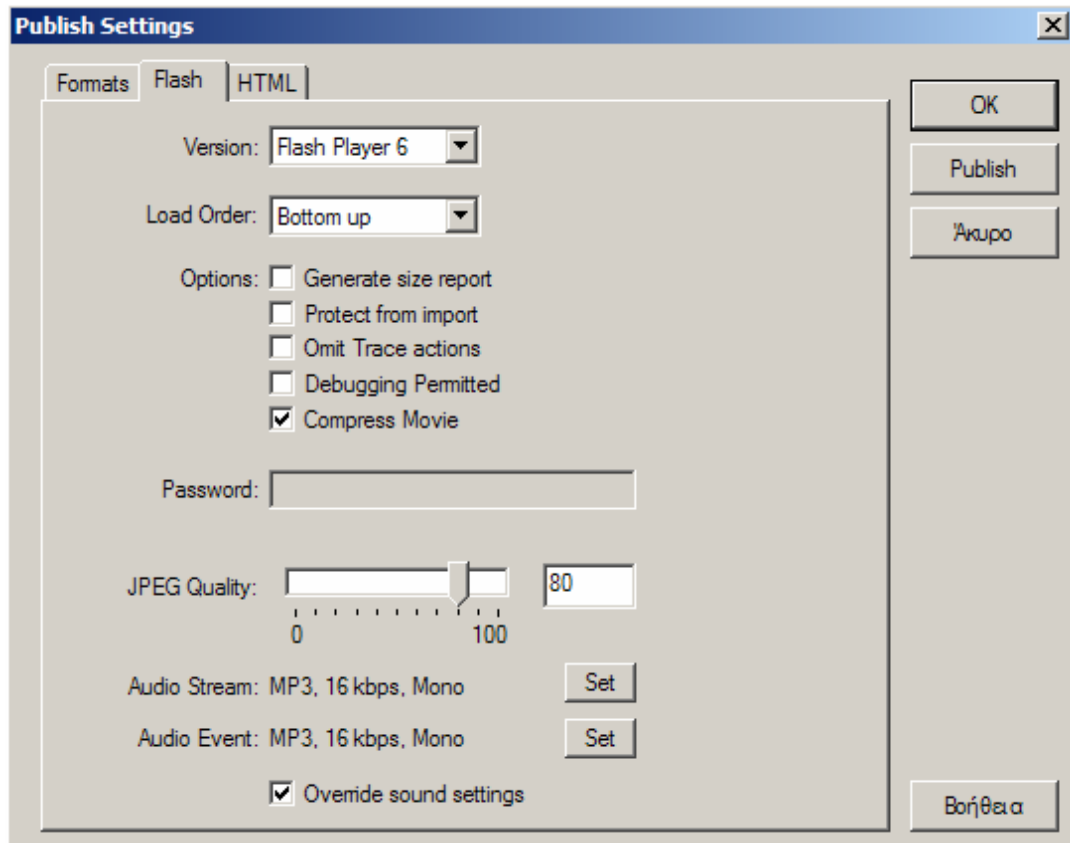 Publish Settings
Formats Flash HTML
OK
Version: Flash Player 6
Publish
Load Order: Bottom up
Άκυρο
Options: Generate size report
Protect from import
Omit Trace actions
Debugging Permitted
Compress Movie
Password:
JPEG Quality: 80
0 100
Audio Stream: MP3, 16 kbps, Mono Set
Audio Event: MP3, 16 kbps, Mono Set
Override sound settings
Βοήθεια